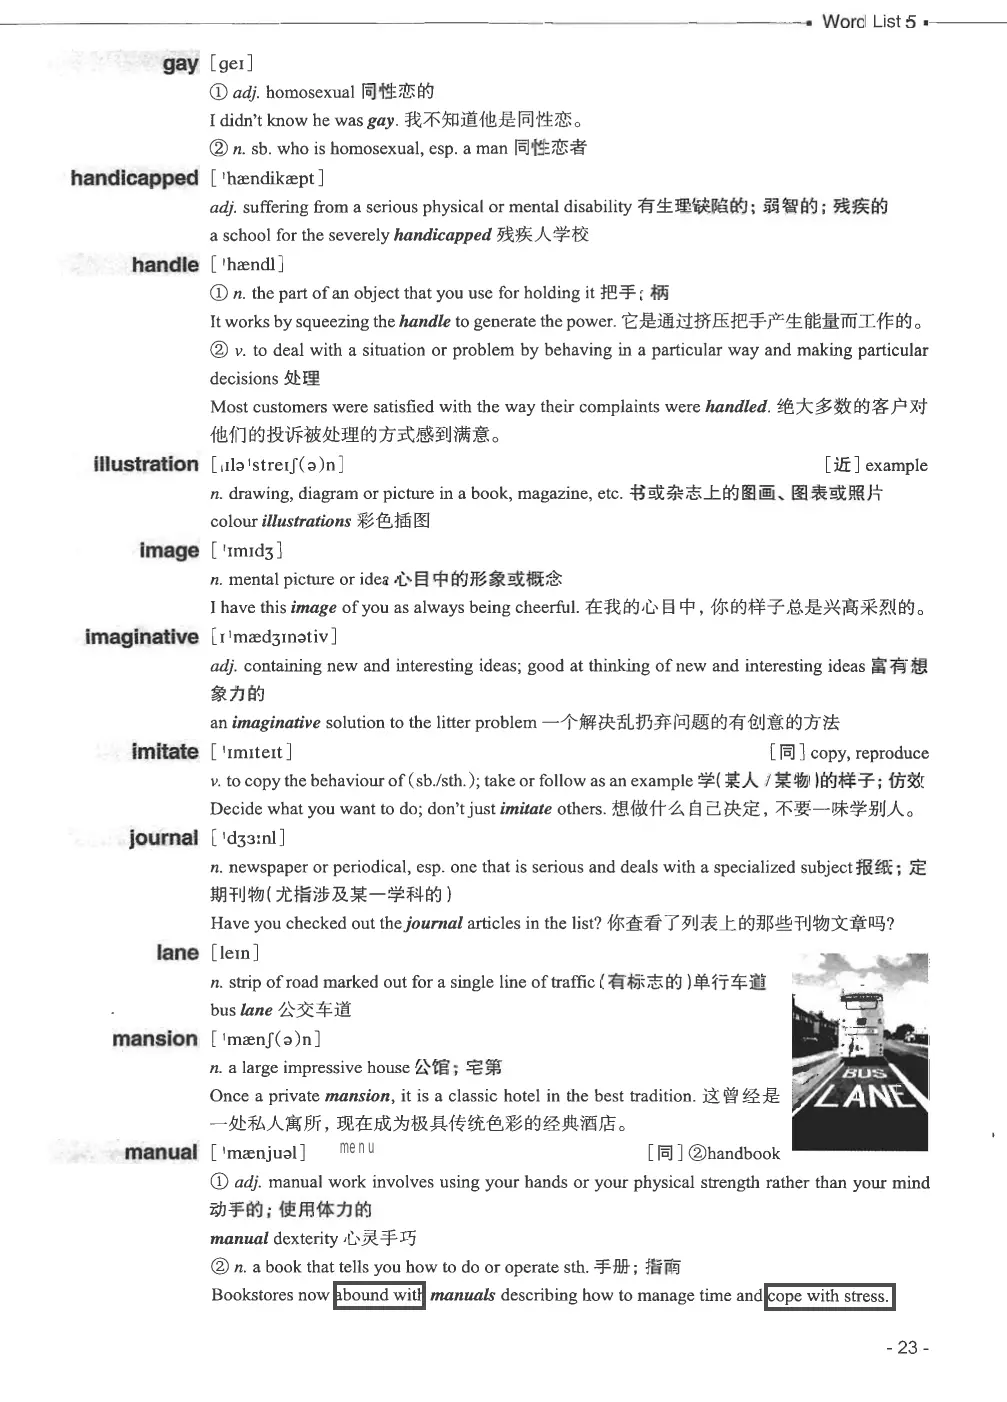 Word List 5
gay [geɪ]
① adj. homosexual 同性恋的
I didn't know he was gay. 我不知道他是同性恋。
② n. sb. who is homosexual, esp. a man 同性恋者
handicapped [ˈhændikæpt]
adj. suffering from a serious physical or mental disability 有生理缺陷的; 弱智的; 残疾的
a school for the severely handicapped 残疾人学校
handle [ˈhændl]
① n. the part of an object that you use for holding it 把手; 柄
It works by squeezing the handle to generate the power. 它是通过挤压把手产生能量而工作的。
② v. to deal with a situation or problem by behaving in a particular way and making particular
decisions 处理
Most customers were satisfied with the way their complaints were handled. 绝大多数的客户对
他们的投诉被处理的方式感到满意。
illustration [ˌɪləˈstreɪʃ(ə)n] [近] example
n. drawing, diagram or picture in a book, magazine, etc. 书或杂志上的图画、图表或照片
colour illustrations 彩色插图
image [ˈɪmɪdʒ]
n. mental picture or idea 心目中的形象或概念
I have this image of you as always being cheerful. 在我的心目中, 你的样子总是兴高采烈的。
imaginative [ɪˈmædʒɪnətiv]
adj. containing new and interesting ideas; good at thinking of new and interesting ideas 富有想
象力的
an imaginative solution to the litter problem 一个解决乱扔弃问题的有创意的方法
imitate [ˈɪmɪteɪt] [同] copy, reproduce
v. to copy the behaviour of (sb./sth.); take or follow as an example 学(某人/某物)的样子; 仿效
Decide what you want to do; don't just imitate others. 想做什么自己决定, 不要一味学别人。
journal [ˈdʒɜːnl]
n. newspaper or periodical, esp. one that is serious and deals with a specialized subject 报纸; 定
期刊物(尤指涉及某一学科的)
Have you checked out the journal articles in the list? 你查看了列表上的那些刊物文章吗?
lane [leɪn]
n. strip of road marked out for a single line of traffic (有标志的)单行车道
bus lane 公交车道
BUS
LANE
mansion [ˈmænʃ(ə)n]
n. a large impressive house 公馆; 宅第
Once a private mansion, it is a classic hotel in the best tradition. 这曾经是
一处私人寓所, 现在成为极具传统色彩的经典酒店。
manual [ˈmænjuəl] menu [同] ②handbook
① adj. manual work involves using your hands or your physical strength rather than your mind
动手的; 使用体力的
manual dexterity 心灵手巧
② n. a book that tells you how to do or operate sth. 手册; 指南
Bookstores now abound with manuals describing how to manage time and cope with stress.
- 23 -